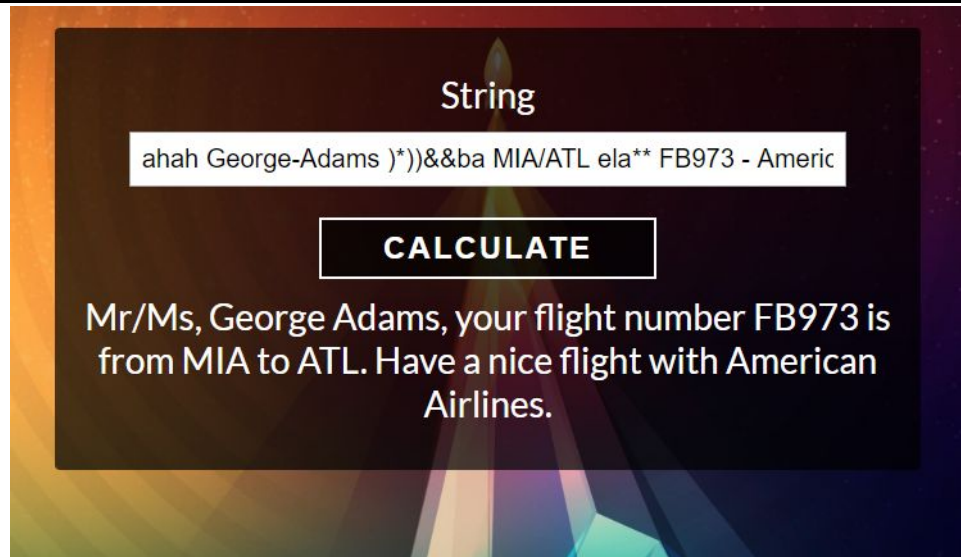 String
ahah George-Adams )*))&&ba MIA/ATL ela** FB973 - Americ
CALCULATE
Mr/Ms, George Adams, your flight number FB973 is
from MIA to ATL. Have a nice flight with American
Airlines.